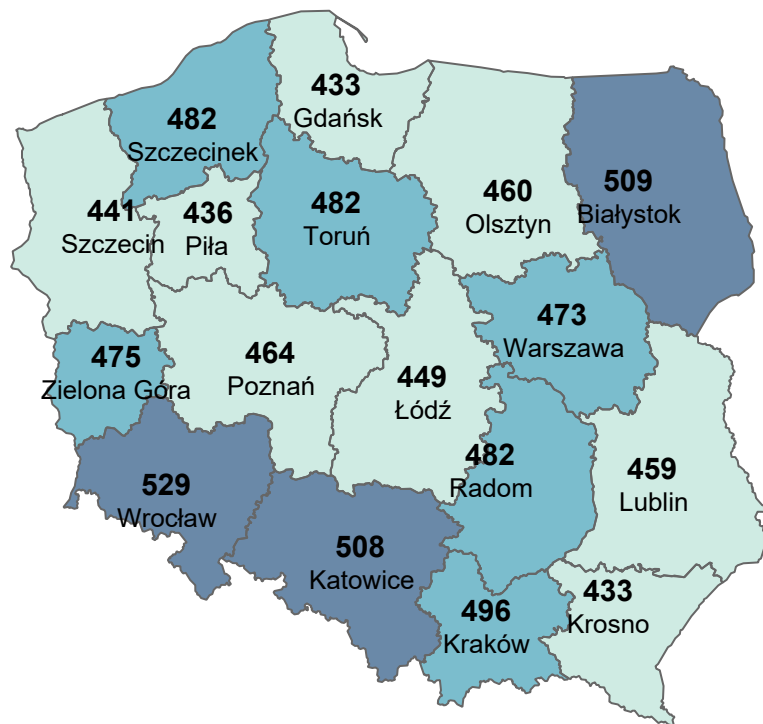 433
Gdańsk
482
Szczecinek
509
Białystok
460
Olsztyn
441
Szczecin
436
Piła
482
Toruń
473
Warszawa
475
Zielona Góra
464
Poznań
449
Łódź
482
Radom
459
Lublin
529
Wrocław
508
Katowice
496
Kraków
433
Krosno